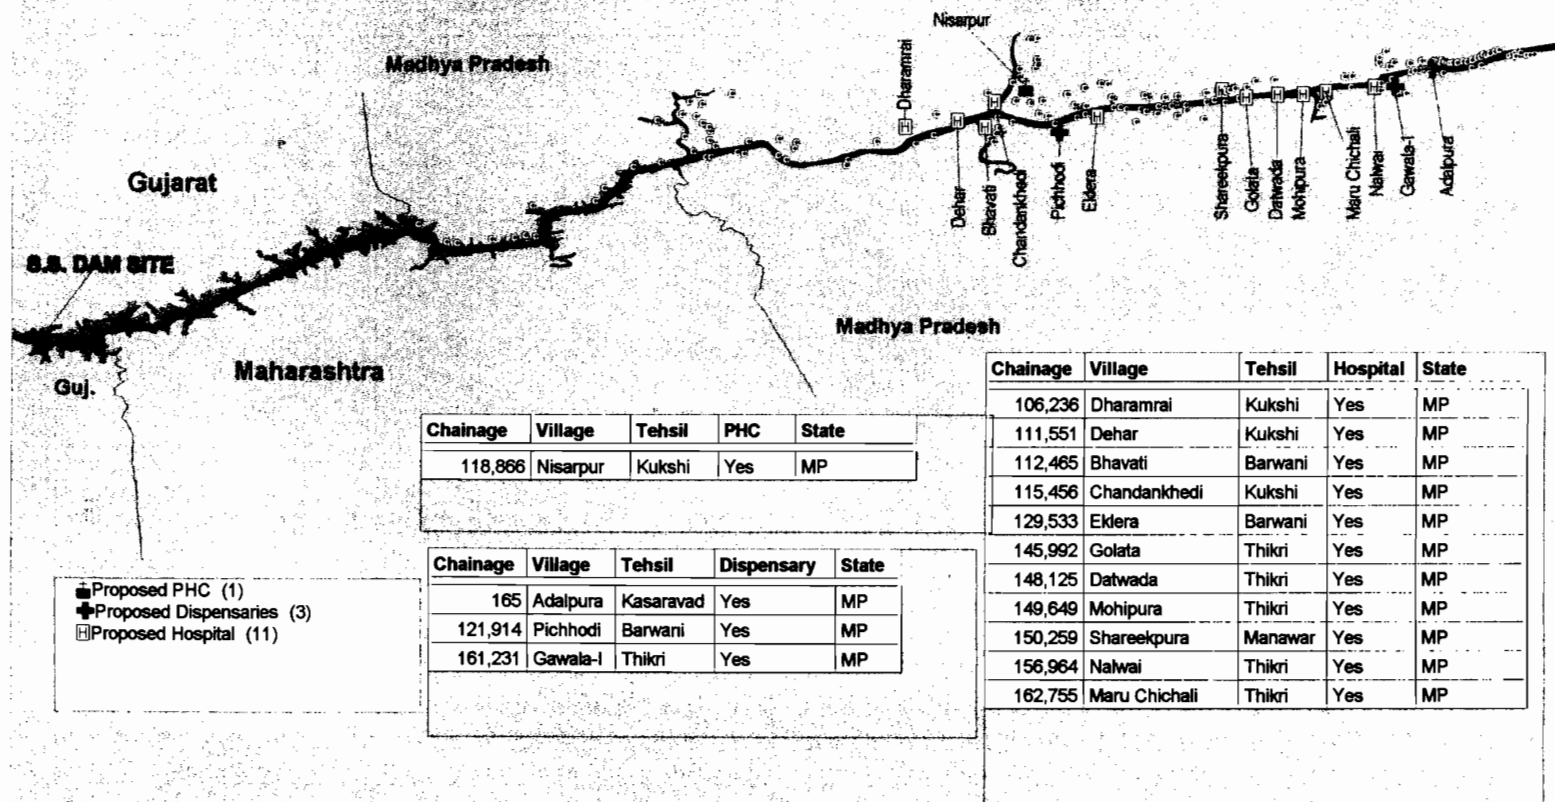 Nisarpur
Madhya Pradesh
Dharamrai
Gujarat
Dehar
Bhavati
Chandankhedi
Pichhodi
Eklera
Shareekpura
Golata
Datwada
Mohipura
Maru Chichali
Nalwai
Gawala-1
Adalpura
S.S. DAM SITE
Madhya Pradesh
Maharashtra
Guj.
Chainage Village Tehsil PHC State
118,866 Nisarpur Kukshi Yes MP
Chainage Village Tehsil Dispensary State
165 Adalpura Kasaravad Yes MP
121,914 Pichhodi Barwani Yes MP
161,231 Gawala-I Thikri Yes MP
Chainage Village Tehsil Hospital State
106,236 Dharamrai Kukshi Yes MP
111,551 Dehar Kukshi Yes MP
112,465 Bhavati Barwani Yes MP
115,456 Chandankhedi Kukshi Yes MP
129,533 Eklera Barwani Yes MP
145,992 Golata Thikri Yes MP
148,125 Datwada Thikri Yes MP
149,649 Mohipura Thikri Yes MP
150,259 Shareekpura Manawar Yes MP
156,964 Nalwai Thikri Yes MP
162,755 Maru Chichali Thikri Yes MP
Proposed PHC (1)
Proposed Dispensaries (3)
H Proposed Hospital (11)